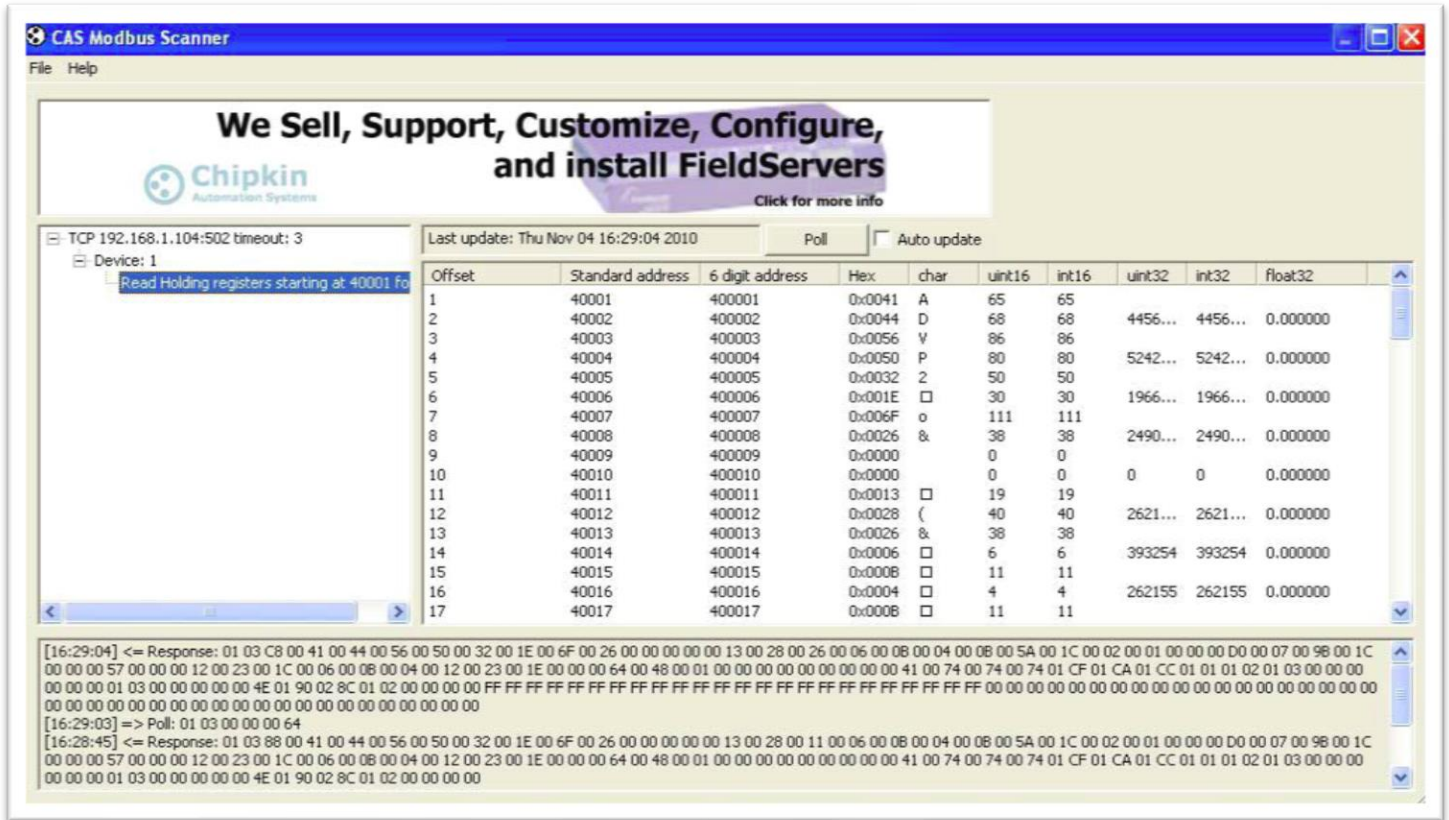 CAS Modbus Scanner
File Help
We Sell, Support, Customize, Configure,
and install FieldServers
Chipkin
Automation Systems
Click for more info
TCP 192.168.1.104:502 timeout: 3
Device: 1
Read Holding registers starting at 40001 fo
Last update: Thu Nov 04 16:29:04 2010 Poll Auto update
Offset Standard address 6 digit address Hex char uint16 int16 uint32 int32 float32
1 40001 400001 0x0041 A 65 65
2 40002 400002 0x0044 D 68 68 4456... 4456... 0.000000
3 40003 400003 0x0056 V 86 86
4 40004 400004 0x0050 P 80 80 5242... 5242... 0.000000
5 40005 400005 0x0032 2 50 50
6 40006 400006 0x001E □ 30 30 1966... 1966... 0.000000
7 40007 400007 0x006F o 111 111
8 40008 400008 0x0026 & 38 38 2490... 2490... 0.000000
9 40009 400009 0x0000 0 0
10 40010 400010 0x0000 0 0 0 0 0.000000
11 40011 400011 0x0013 □ 19 19
12 40012 400012 0x0028 ( 40 40 2621... 2621... 0.000000
13 40013 400013 0x0026 & 38 38
14 40014 400014 0x0006 □ 6 6 393254 393254 0.000000
15 40015 400015 0x000B □ 11 11
16 40016 400016 0x0004 □ 4 4 262155 262155 0.000000
17 40017 400017 0x000B □ 11 11
[16:29:04] <= Response: 01 03 C8 00 41 00 44 00 56 00 50 00 32 00 1E 00 6F 00 26 00 00 00 00 00 13 00 28 00 26 00 06 00 0B 00 04 00 0B 00 5A 00 1C 00 02 00 01 00 00 00 D0 00 07 00 9B 00 1C
00 00 00 57 00 00 00 12 00 23 00 1C 00 06 00 0B 00 04 00 12 00 23 00 1E 00 00 00 64 00 48 00 01 00 00 00 00 00 00 00 00 00 41 00 74 00 74 00 74 01 CF 01 CA 01 CC 01 01 01 02 01 03 00 00 00
00 00 00 01 03 00 00 00 00 00 4E 01 90 02 8C 01 02 00 00 00 00 FF FF FF FF FF FF FF FF FF FF FF FF FF FF FF FF FF FF FF FF FF FF FF FF 00 00 00 00 00 00 00 00 00 00 00 00 00 00 00 00 00 00 00
00 00 00 00 00 00 00 00 00 00 00 00 00 00 00 00 00 00 00 00 00
[16:29:03] => Poll: 01 03 00 00 00 64
[16:28:45] <= Response: 01 03 88 00 41 00 44 00 56 00 50 00 32 00 1E 00 6F 00 26 00 00 00 00 00 13 00 28 00 11 00 06 00 0B 00 04 00 0B 00 5A 00 1C 00 02 00 01 00 00 00 D0 00 07 00 9B 00 1C
00 00 00 57 00 00 00 12 00 23 00 1C 00 06 00 0B 00 04 00 12 00 23 00 1E 00 00 00 64 00 48 00 01 00 00 00 00 00 00 00 00 00 41 00 74 00 74 00 74 01 CF 01 CA 01 CC 01 01 01 02 01 03 00 00 00
00 00 00 01 03 00 00 00 00 00 4E 01 90 02 8C 01 02 00 00 00 00